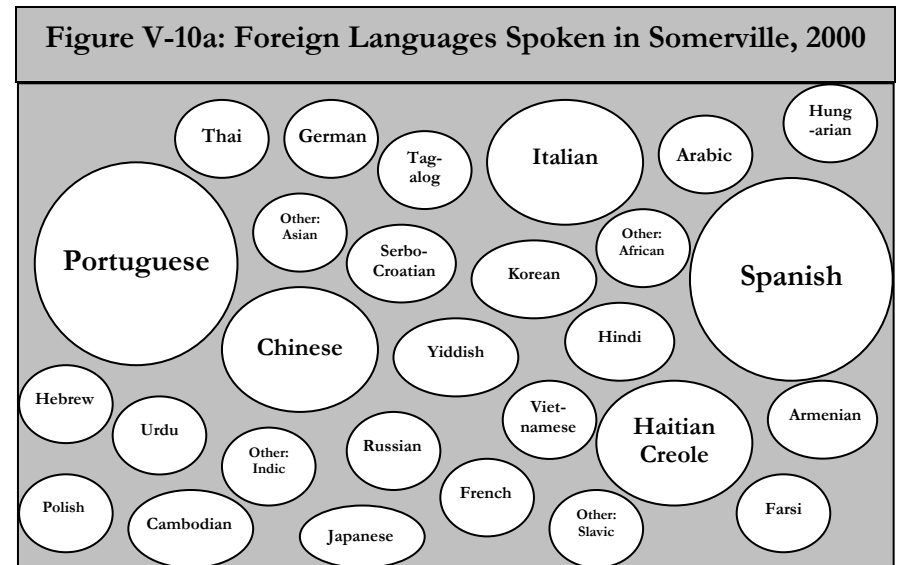 Figure V-10a: Foreign Languages Spoken in Somerville, 2000
Hung
-arian
Thai
German
Tag-
alog
Italian
Arabic
Other:
Asian
Other:
African
Serbo-
Croatian
Portuguese
Korean
Spanish
Chinese
Yiddish
Hindi
Hebrew
Urdu
Viet-
namese
Haitian
Creole
Armenian
Other:
Indic
Russian
French
Polish
Cambodian
Japanese
Other:
Slavic
Farsi